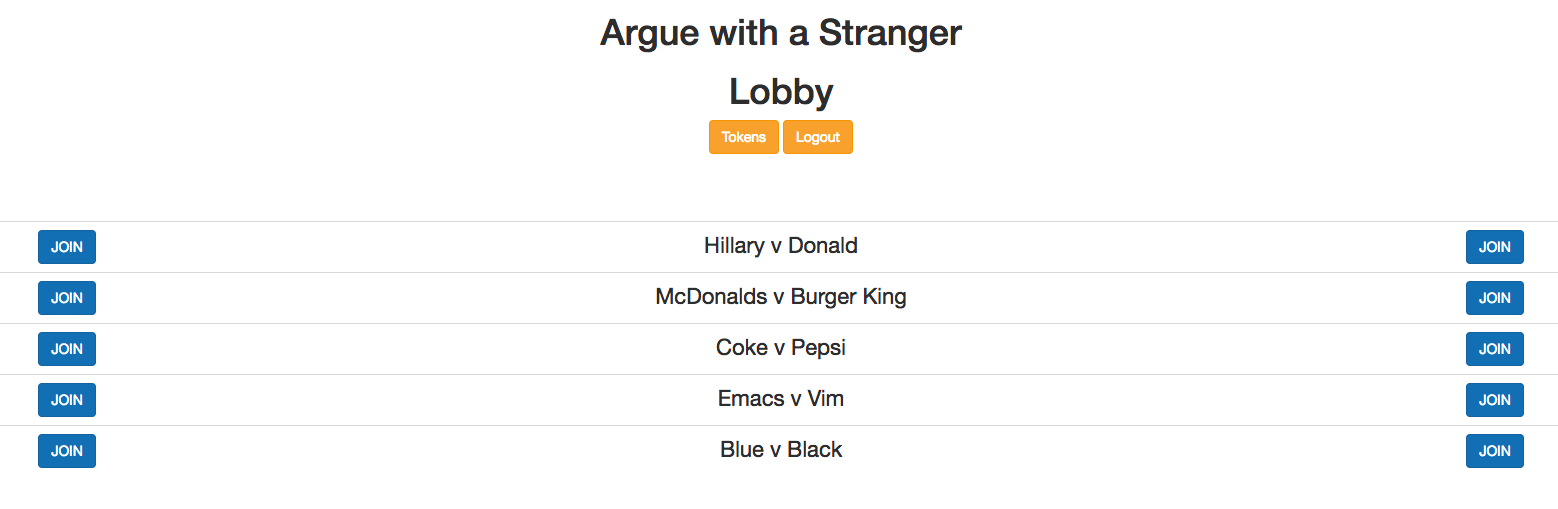 Argue with a Stranger
Lobby
Tokens Logout
JOIN Hillary v Donald JOIN
JOIN McDonalds v Burger King JOIN
JOIN Coke v Pepsi JOIN
JOIN Emacs v Vim JOIN
JOIN Blue v Black JOIN